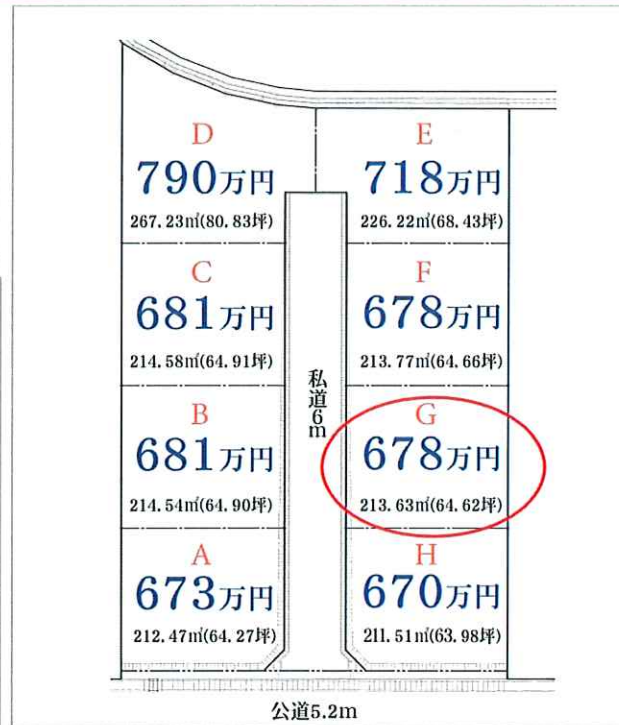 D
790万円
267.23㎡(80.83坪)
E
718万円
226.22㎡(68.43坪)
C
681万円
214.58㎡(64.91坪)
F
678万円
213.77㎡(64.66坪)
私道6m
B
681万円
214.54㎡(64.90坪)
G
678万円
213.63㎡(64.62坪)
A
673万円
212.47㎡(64.27坪)
H
670万円
211.51㎡(63.98坪)
公道5.2m